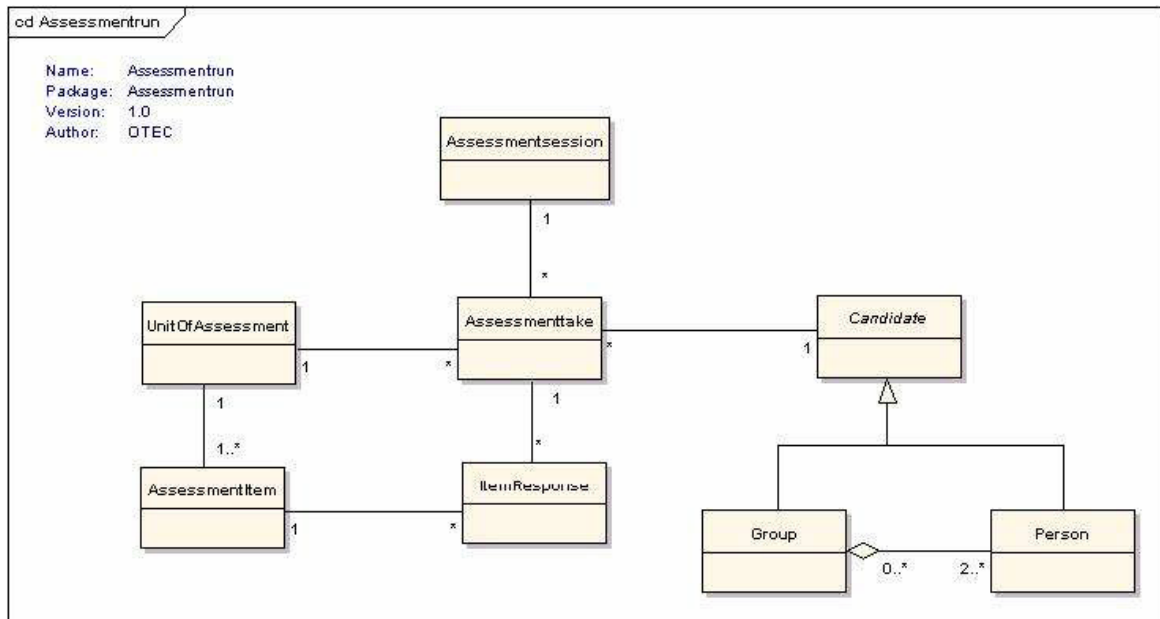 cd Assessmentrun
Name: Assessmentrun
Package: Assessmentrun
Version: 1.0
Author: OTEC
Assessmentsession
1
*
UnitOfAssessment
Assessmenttake
Candidate
1
*
*
1
1
1
1..*
*
AssessmentItem
ItemResponse
1
*
Group
Person
0..*
2..*